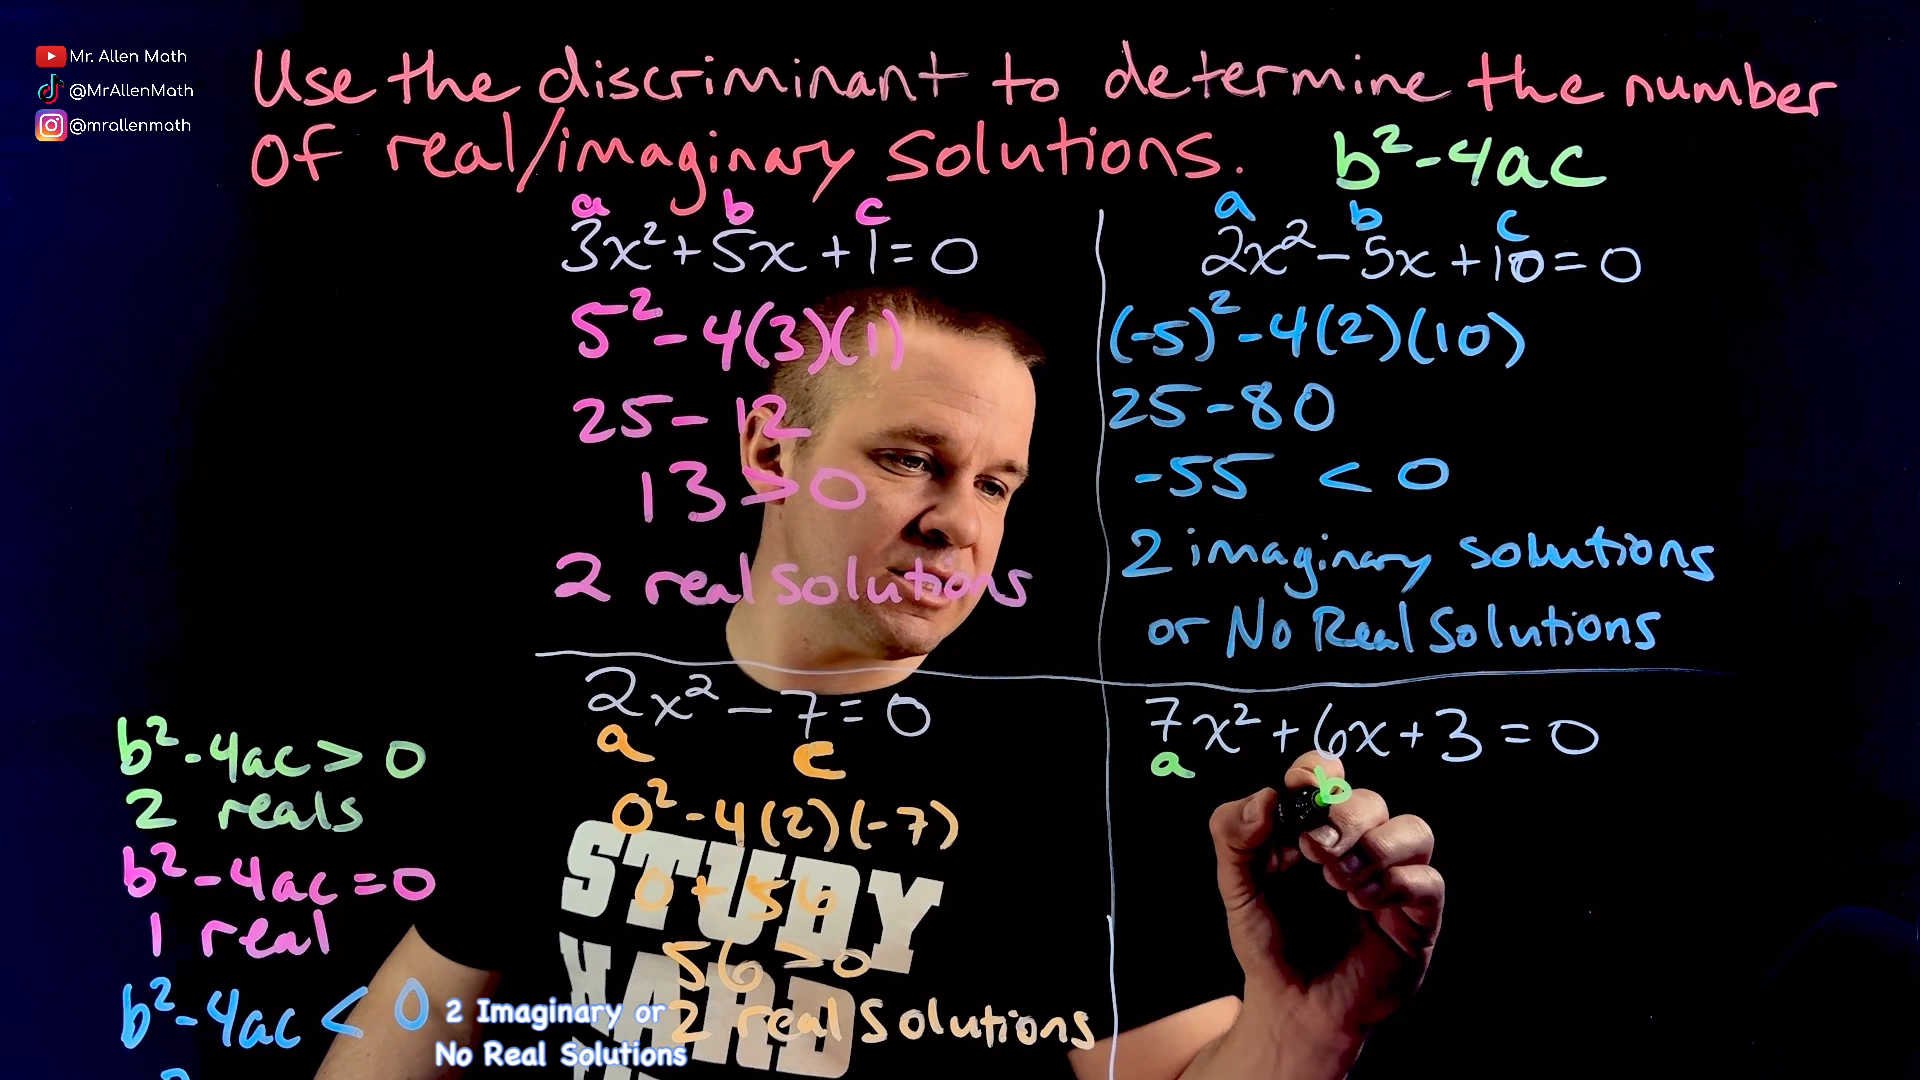 Mr. Allen Math
@MrAllenMath
@mrallenmath
Use the discriminant to determine the number
of real/imaginary solutions. b²-4ac
a b c
3x²+5x+1=0
5²-4(3)(1)
25-12
13>0
2 real solutions
a b c
2x²-5x+10=0
(-5)²-4(2)(10)
25-80
-55 < 0
2 imaginary solutions
or No Real Solutions
2x²-7=0
a c
0²-4(2)(-7)
0+56
56>0
2 real solutions
7x²+6x+3=0
a b
b²-4ac>0
2 reals
b²-4ac=0
1 real
b²-4ac<0
2 Imaginary or
No Real Solutions
STUDY
HARD